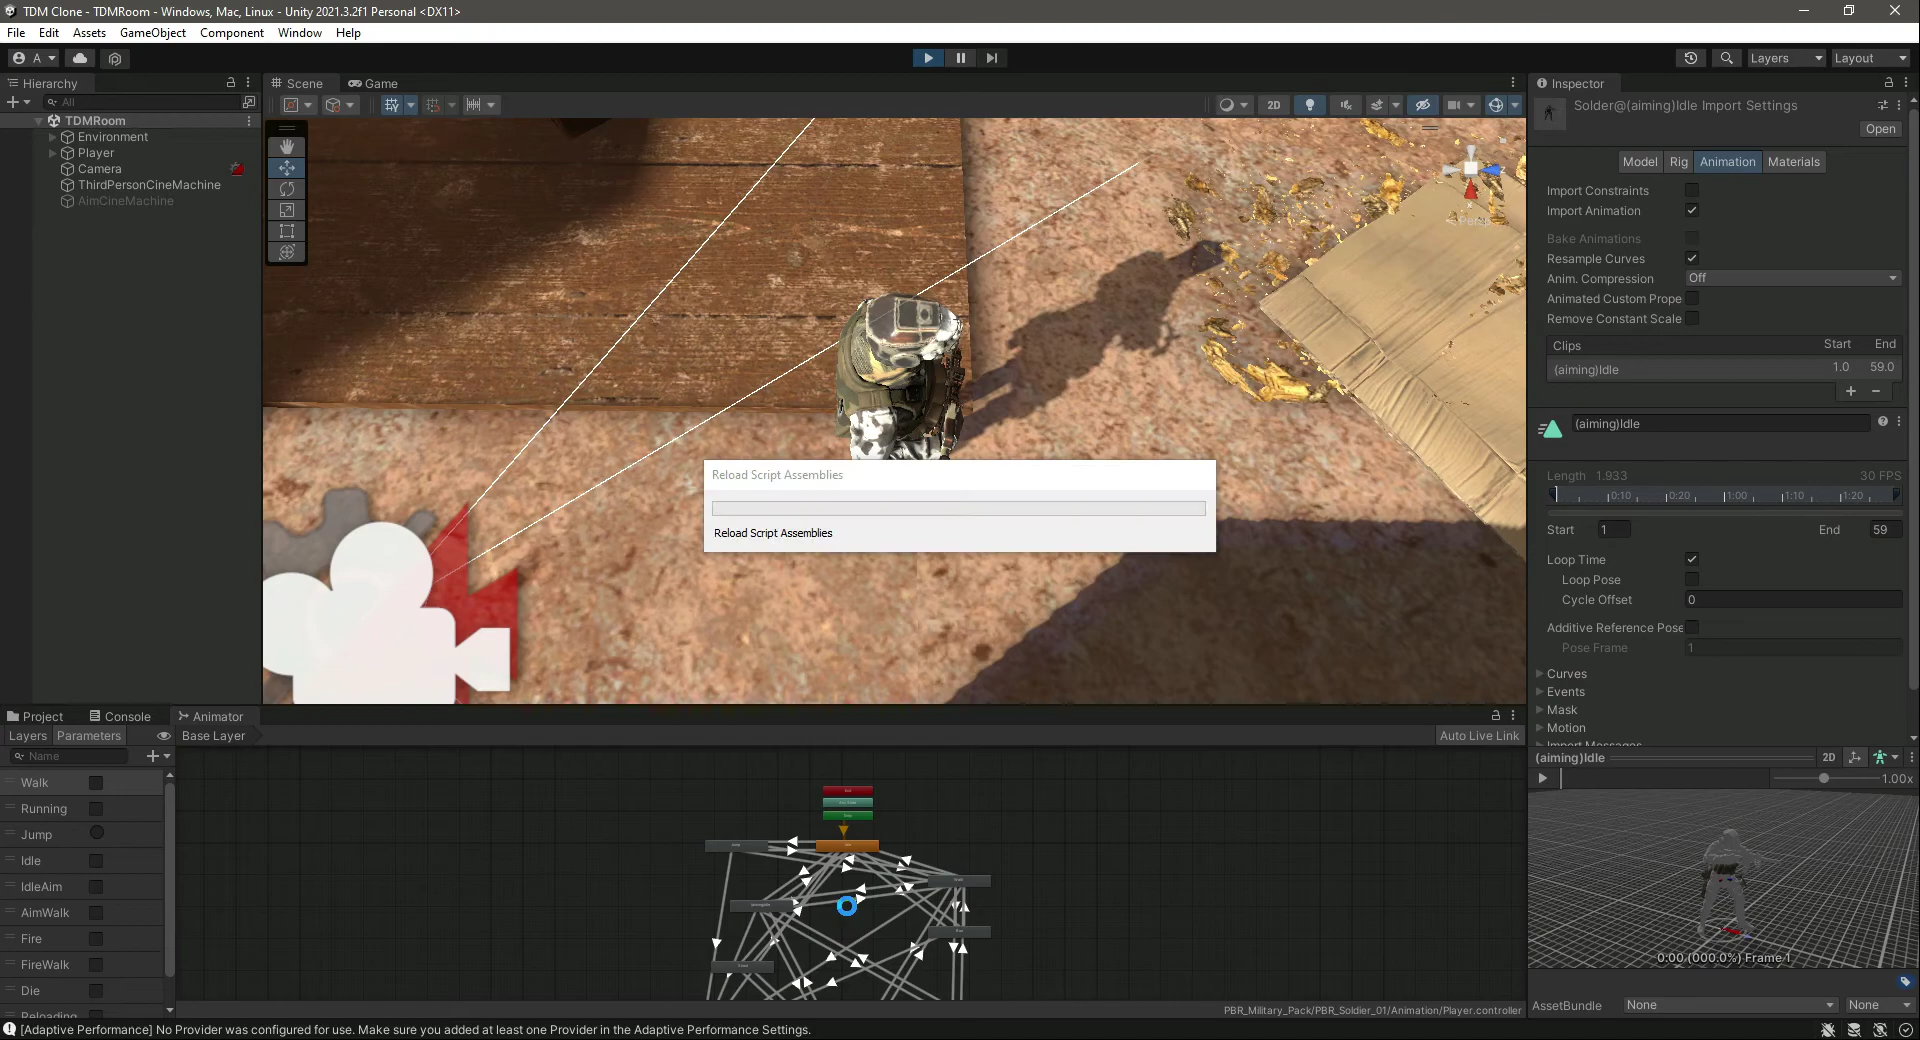 TDM Clone - TDMRoom - Windows, Mac, Linux - Unity 2021.3.2f1 Personal <DX11>
File Edit Assets GameObject Component Window Help
A Layers Layout
Hierarchy
All
TDMRoom
Environment
Player
Camera
ThirdPersonCineMachine
AimCineMachine
Scene Game
2D
Persp
Reload Script Assemblies
Reload Script Assemblies
Inspector
Solder@(aiming)Idle Import Settings
Open
Model Rig Animation Materials
Import Constraints
Import Animation
Bake Animations
Resample Curves
Anim. Compression Off
Animated Custom Prope
Remove Constant Scale
Clips Start End
(aiming)Idle 1.0 59.0
(aiming)Idle
Length 1.933 30 FPS
0:10 0:20 1:00 1:10 1:20
Start 1 End 59
Loop Time
Loop Pose
Cycle Offset 0
Additive Reference Pose
Pose Frame 1
Curves
Events
Mask
Motion
Import Messages
(aiming)Idle 2D
1.00x
0:00 (000.0%) Frame 1
AssetBundle None None
Project Console Animator
Layers Parameters Base Layer Auto Live Link
Name
Walk
Running
Jump
Idle
IdleAim
AimWalk
Fire
FireWalk
Die
Reloading
PBR_Military_Pack/PBR_Soldier_01/Animation/Player.controller
[Adaptive Performance] No Provider was configured for use. Make sure you added at least one Provider in the Adaptive Performance Settings.